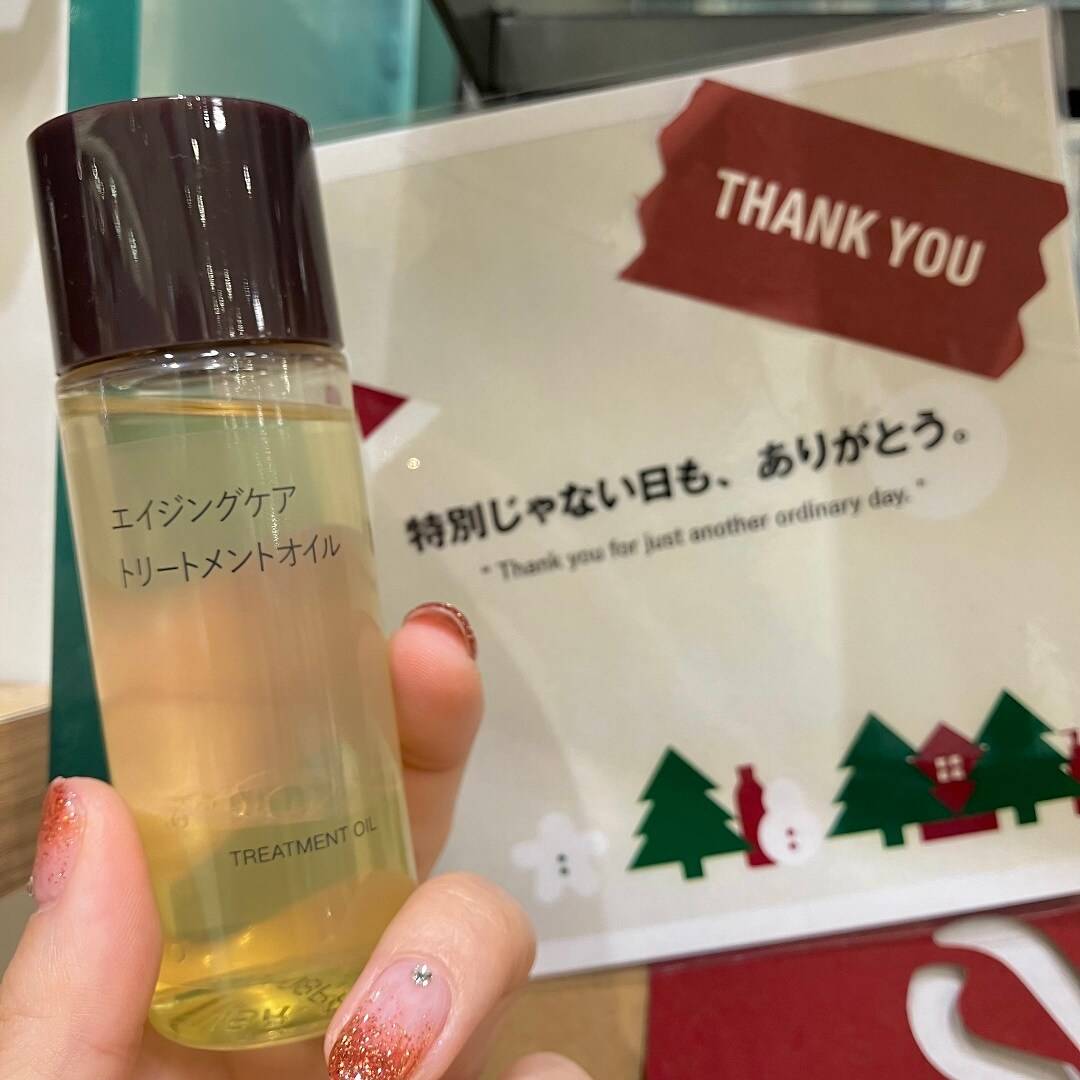 エイジングケア
トリートメントオイル
TREATMENT OIL
THANK YOU
特別じゃない日も、ありがとう。
" Thank you for just another ordinary day. "